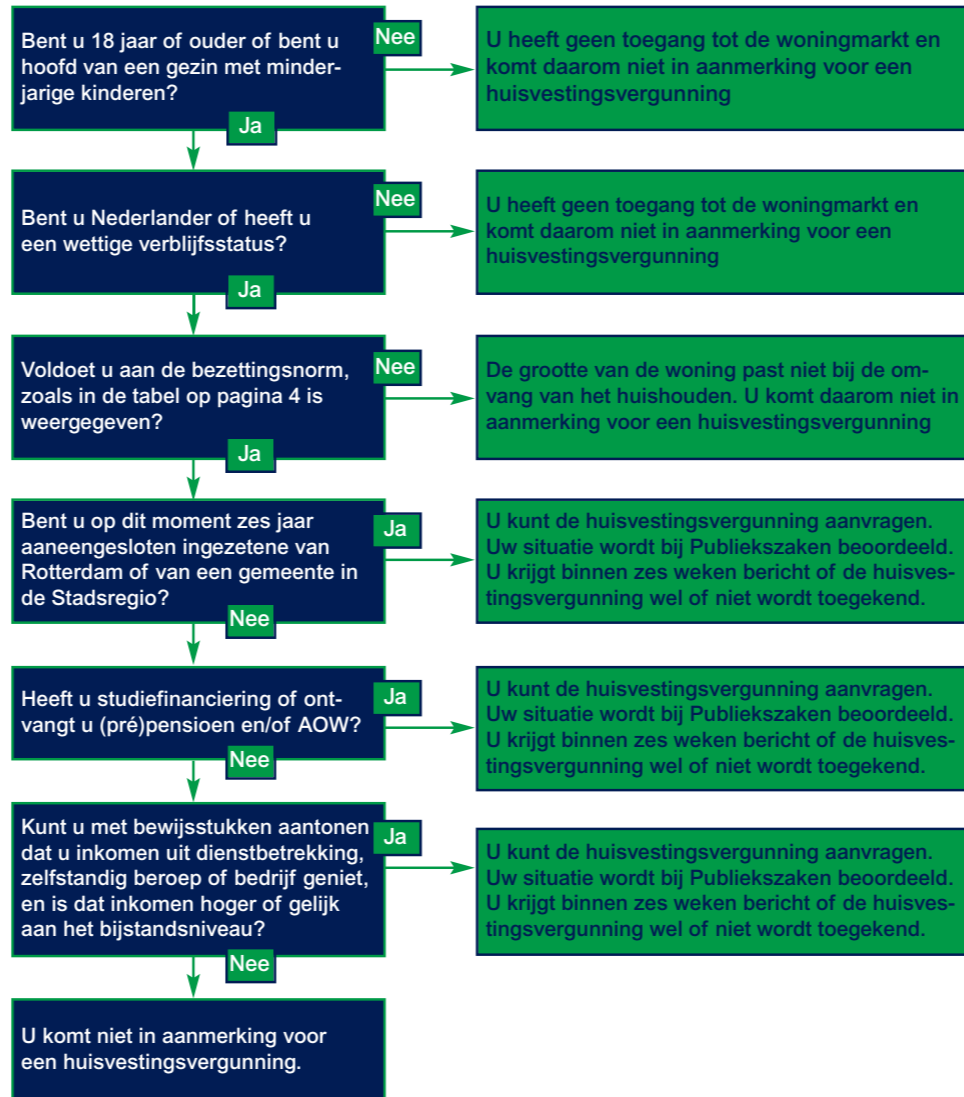 Bent u 18 jaar of ouder of bent u
hoofd van een gezin met minder-
jarige kinderen?
Nee
U heeft geen toegang tot de woningmarkt en
komt daarom niet in aanmerking voor een
huisvestingsvergunning
Ja
Bent u Nederlander of heeft u
een wettige verblijfsstatus?
Nee
U heeft geen toegang tot de woningmarkt en
komt daarom niet in aanmerking voor een
huisvestingsvergunning
Ja
Voldoet u aan de bezettingsnorm,
zoals in de tabel op pagina 4 is
weergegeven?
Nee
De grootte van de woning past niet bij de om-
vang van het huishouden. U komt daarom niet in
aanmerking voor een huisvestingsvergunning
Ja
Bent u op dit moment zes jaar
aaneengesloten ingezetene van
Rotterdam of van een gemeente in
de Stadsregio?
Ja
U kunt de huisvestingsvergunning aanvragen.
Uw situatie wordt bij Publiekszaken beoordeeld.
U krijgt binnen zes weken bericht of de huisves-
tingsvergunning wel of niet wordt toegekend.
Nee
Heeft u studiefinanciering of ont-
vangt u (pré)pensioen en/of AOW?
Ja
U kunt de huisvestingsvergunning aanvragen.
Uw situatie wordt bij Publiekszaken beoordeeld.
U krijgt binnen zes weken bericht of de huisves-
tingsvergunning wel of niet wordt toegekend.
Nee
Kunt u met bewijsstukken aantonen
dat u inkomen uit dienstbetrekking,
zelfstandig beroep of bedrijf geniet,
en is dat inkomen hoger of gelijk
aan het bijstandsniveau?
Ja
U kunt de huisvestingsvergunning aanvragen.
Uw situatie wordt bij Publiekszaken beoordeeld.
U krijgt binnen zes weken bericht of de huisves-
tingsvergunning wel of niet wordt toegekend.
Nee
U komt niet in aanmerking voor
een huisvestingsvergunning.